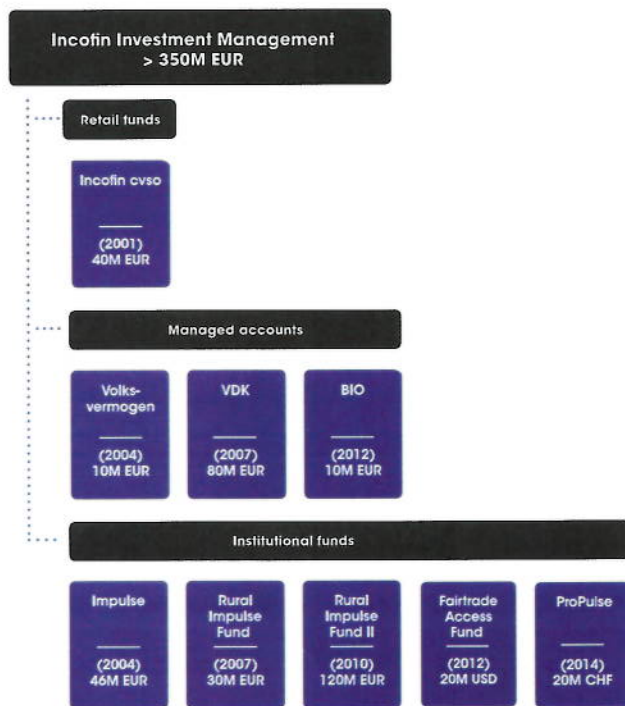 Incofin Investment Management
> 350M EUR
Retail funds
Incofin cvso
(2001)
40M EUR
Managed accounts
Volks-
vermogen
(2004)
10M EUR
VDK
(2007)
80M EUR
BIO
(2012)
10M EUR
Institutional funds
Impulse
(2004)
46M EUR
Rural
Impulse
Fund
(2007)
30M EUR
Rural
Impulse
Fund II
(2010)
120M EUR
Fairtrade
Access
Fund
(2012)
20M USD
ProPulse
(2014)
20M CHF